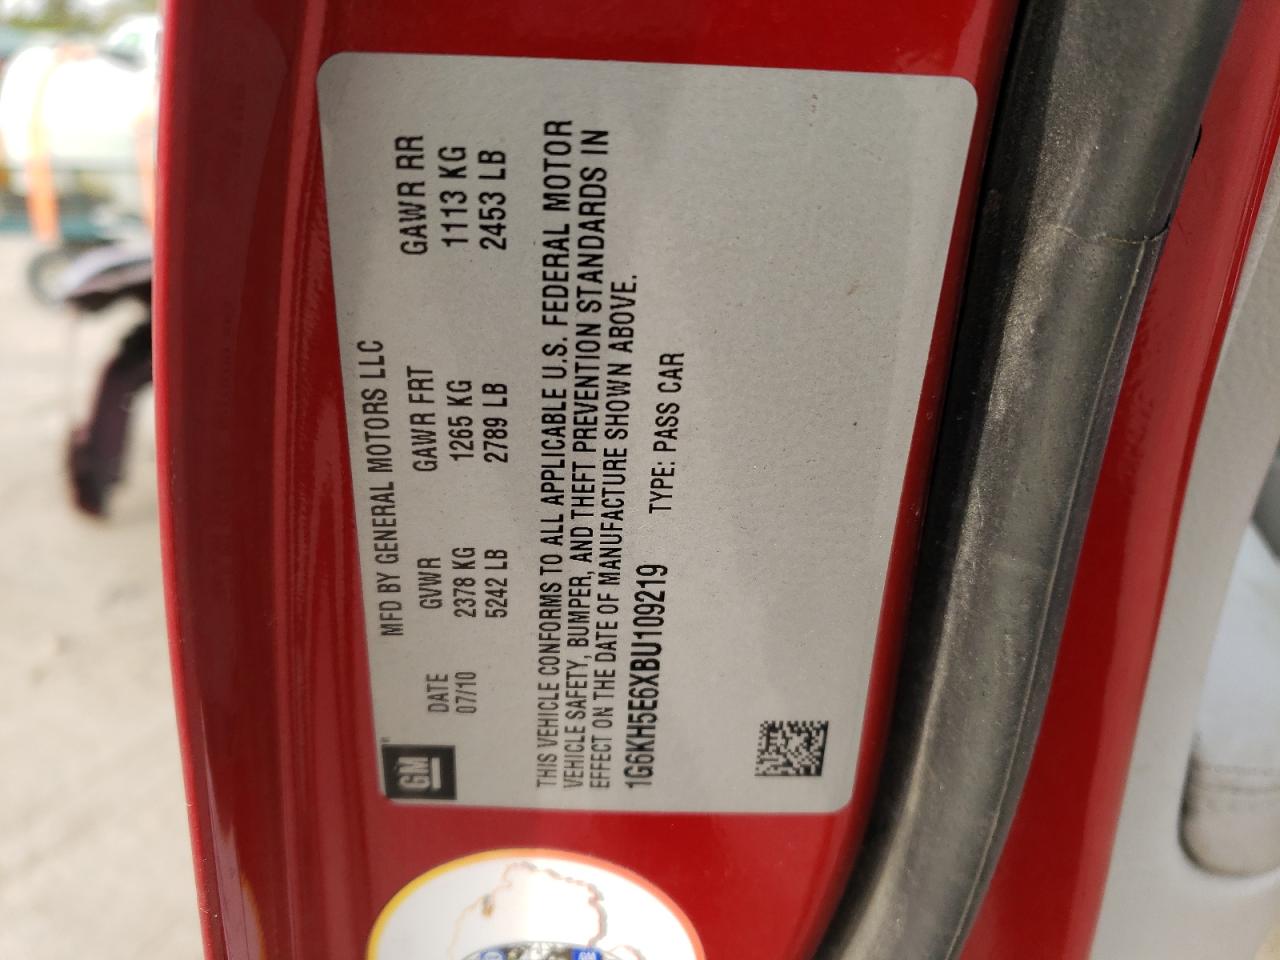 MFD BY GENERAL MOTORS LLC
GM
DATE GVWR GAWR FRT GAWR RR
07/10 2378 KG 1265 KG 1113 KG
5242 LB 2789 LB 2453 LB
THIS VEHICLE CONFORMS TO ALL APPLICABLE U.S. FEDERAL MOTOR
VEHICLE SAFETY, BUMPER, AND THEFT PREVENTION STANDARDS IN
EFFECT ON THE DATE OF MANUFACTURE SHOWN ABOVE.
1G6KH5E6XBU109219 TYPE: PASS CAR